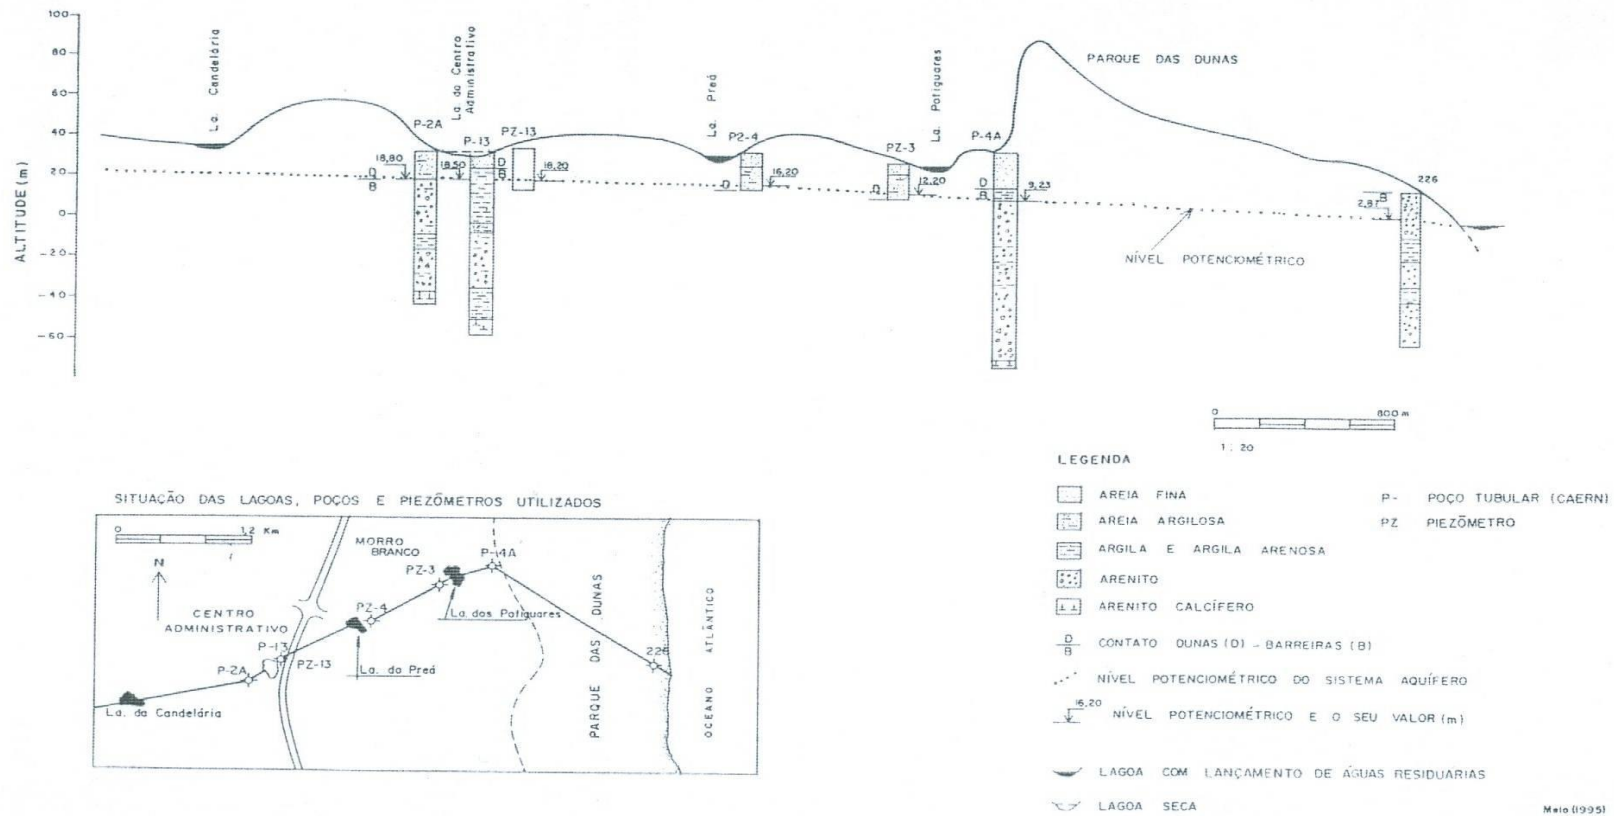 100
80
60
40
20
0
-20
-40
-60
ALTITUDE (m)
La. Candelária
P-2A
La. do Centro
Administrativo
P-13
PZ-13
La. Preá
P2-4
PZ-3
La. Potiguares
P-4A
PARQUE DAS DUNAS
226
18,80
D
B
18,50
D
B
18,20
D
16,20
D
12,20
D
B
9,23
B
2,87
NÍVEL POTENCIOMÉTRICO
0 800 m
1 : 20
SITUAÇÃO DAS LAGOAS, POÇOS E PIEZÔMETROS UTILIZADOS
0 1,2 Km
N
MORRO
BRANCO
P-4A
PZ-3
CENTRO
ADMINISTRATIVO
PZ-4
La. dos Potiguares
P-13
PZ-13
P-2A
La. da Preá
La. da Candelária
PARQUE DAS DUNAS
226
OCEANO ATLÂNTICO
LEGENDA
AREIA FINA
AREIA ARGILOSA
ARGILA E ARGILA ARENOSA
ARENITO
ARENITO CALCÍFERO
D
B
CONTATO DUNAS (D) - BARREIRAS (B)
NÍVEL POTENCIOMÉTRICO DO SISTEMA AQUÍFERO
16,20
NÍVEL POTENCIOMÉTRICO E O SEU VALOR (m)
LAGOA COM LANÇAMENTO DE ÁGUAS RESIDUARIAS
LAGOA SECA
P- POÇO TUBULAR (CAERN)
PZ PIEZÔMETRO
Melo (1995)